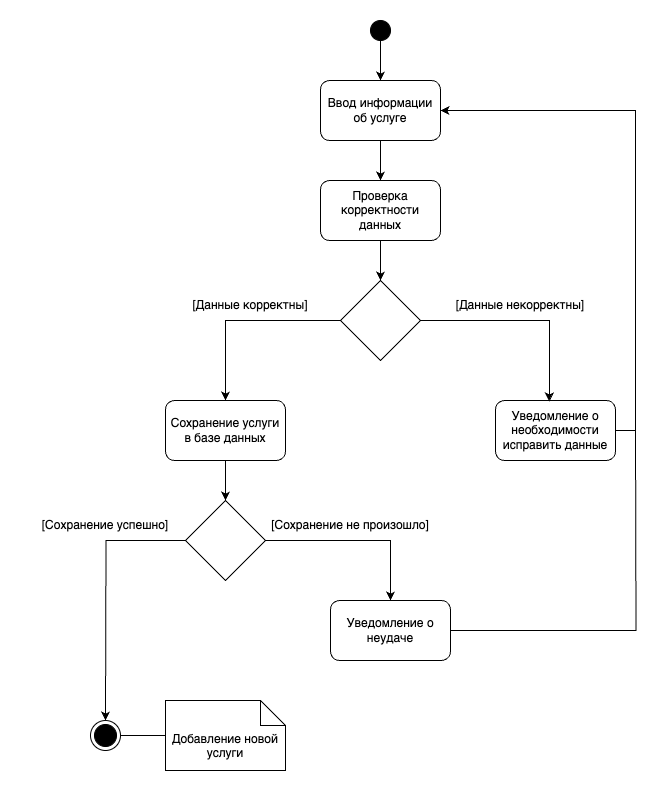 Ввод информации
об услуге
Проверка
корректности
данных
[Данные корректны]
[Данные некорректны]
Сохранение услуги
в базе данных
Уведомление о
необходимости
исправить данные
[Сохранение успешно]
[Сохранение не произошло]
Уведомление о
неудаче
Добавление новой
услуги